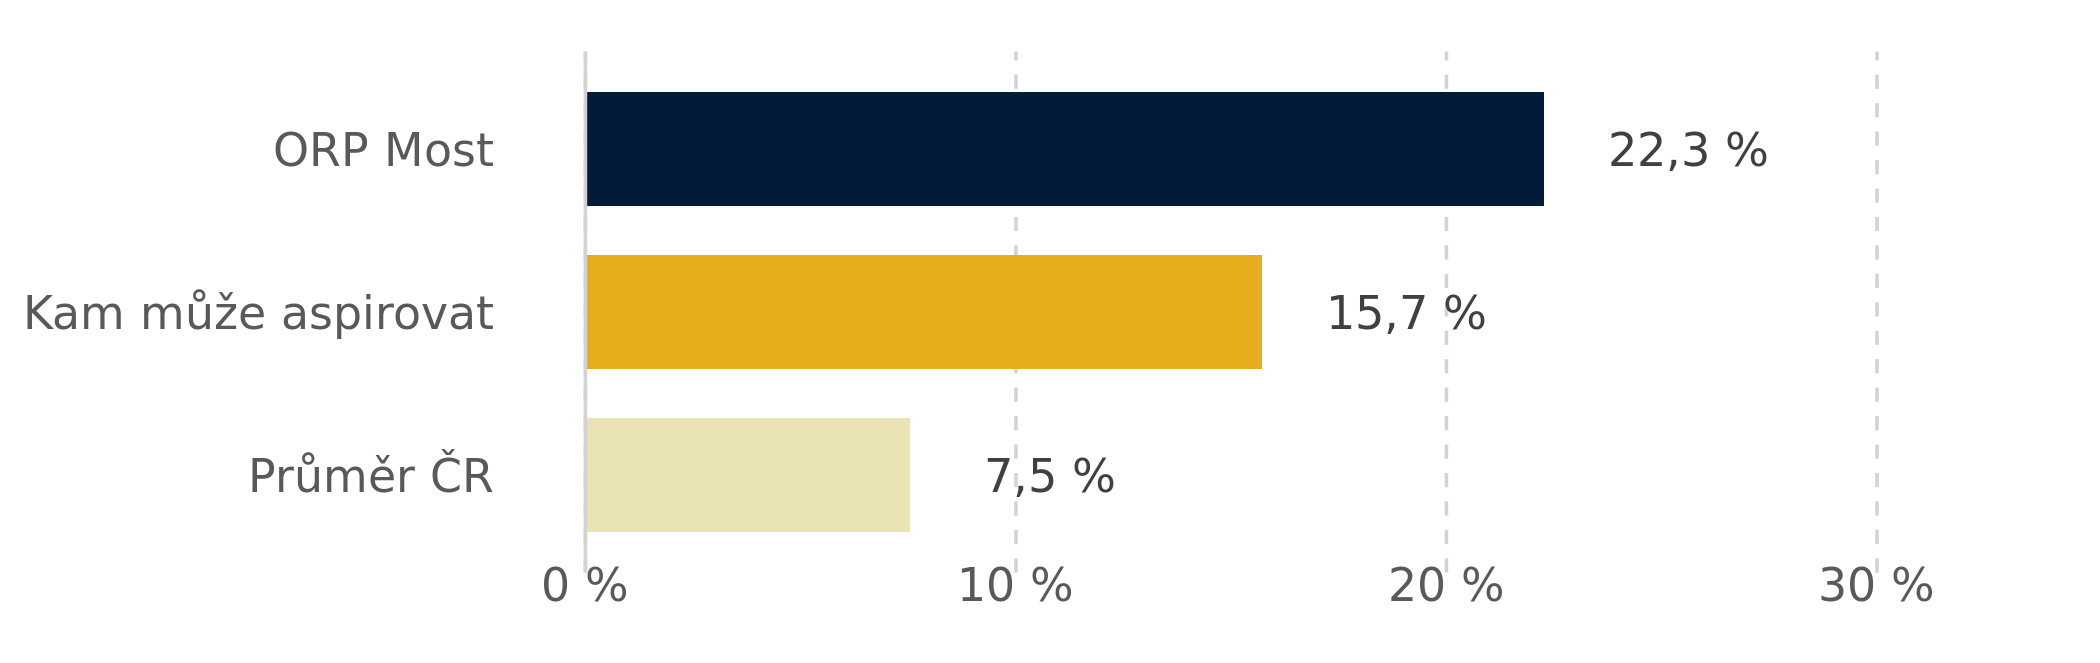 ORP Most
22,3 %
Kam může aspirovat
15,7 %
Průměr ČR
7,5 %
0 %
10 %
20 %
30 %